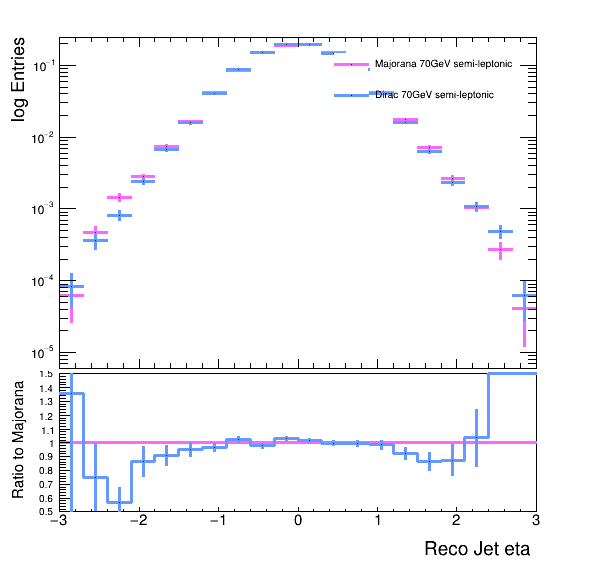 log Entries
10⁻¹
10⁻²
10⁻³
10⁻⁴
10⁻⁵
Majorana 70GeV semi-leptonic
Dirac 70GeV semi-leptonic
Ratio to Majorana
1.5
1.4
1.3
1.2
1.1
1
0.9
0.8
0.7
0.6
0.5
−3 −2 −1 0 1 2 3
Reco Jet eta